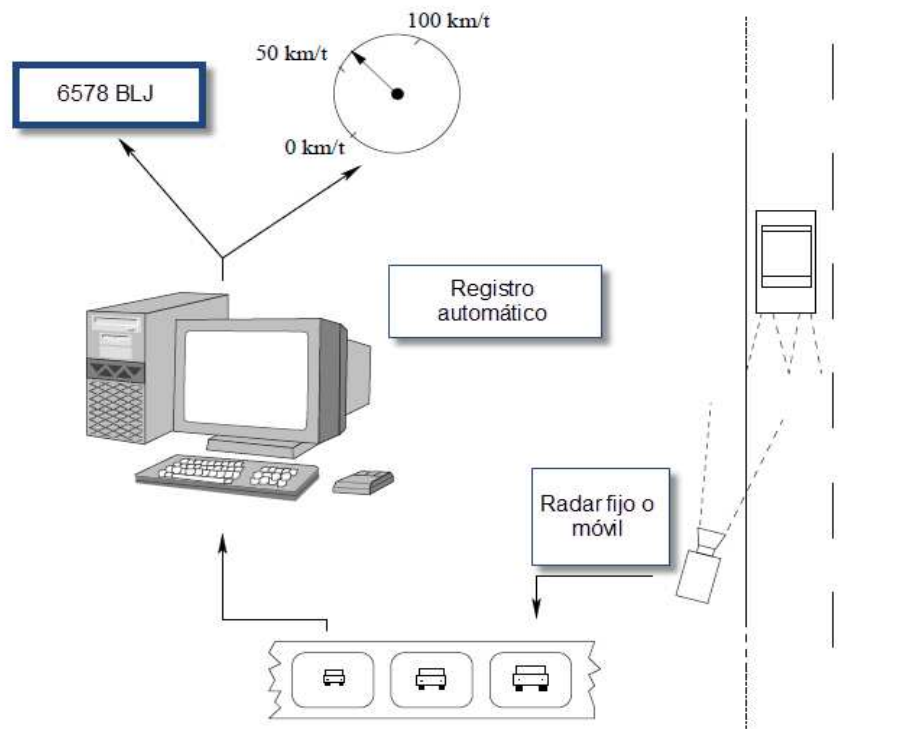 100 km/t
50 km/t
6578 BLJ
0 km/t
Registro
automático
Radar fijo o
móvil